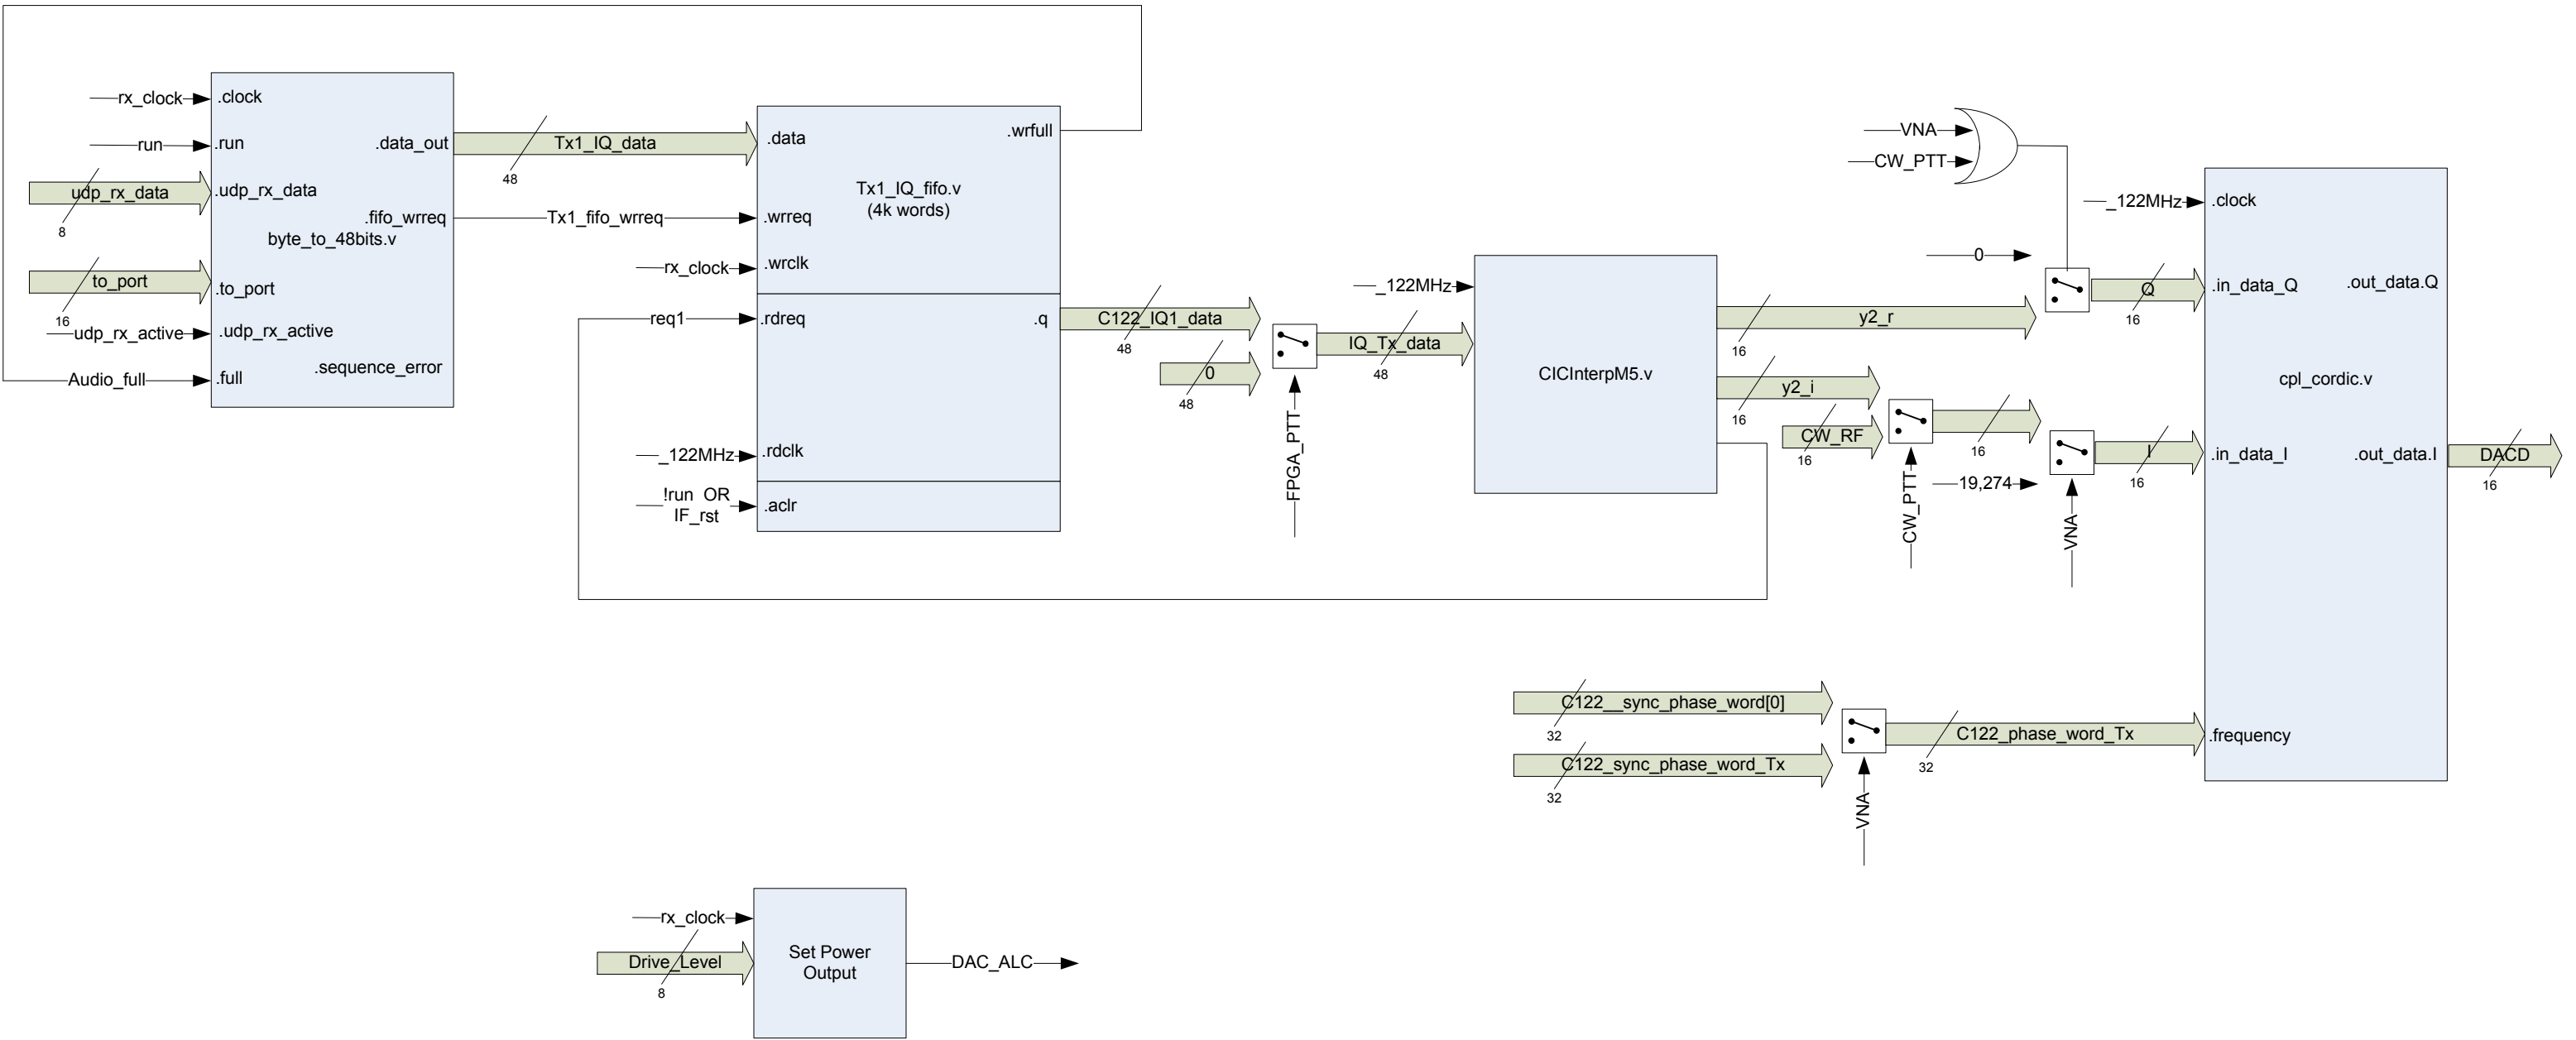 rx_clock
.clock
run
.run
.data_out
udp_rx_data
8
.udp_rx_data
.fifo_wrreq
byte_to_48bits.v
to_port
16
.to_port
udp_rx_active
.udp_rx_active
.sequence_error
Audio_full
.full
Tx1_IQ_data
48
Tx1_fifo_wrreq
.data
.wrfull
Tx1_IQ_fifo.v
(4k words)
.wrreq
rx_clock
.wrclk
req1
.rdreq
.q
_122MHz
.rdclk
!run OR
IF_rst
.aclr
C122_IQ1_data
48
0
48
FPGA_PTT
IQ_Tx_data
48
_122MHz
CICInterpM5.v
y2_r
16
y2_i
16
CW_RF
16
CW_PTT
16
19,274
VNA
VNA
CW_PTT
0
Q
16
I
16
_122MHz
.clock
.in_data_Q
.out_data.Q
cpl_cordic.v
.in_data_I
.out_data.I
DACD
16
.frequency
C122__sync_phase_word[0]
32
C122_sync_phase_word_Tx
32
VNA
C122_phase_word_Tx
32
rx_clock
Drive_Level
8
Set Power
Output
DAC_ALC